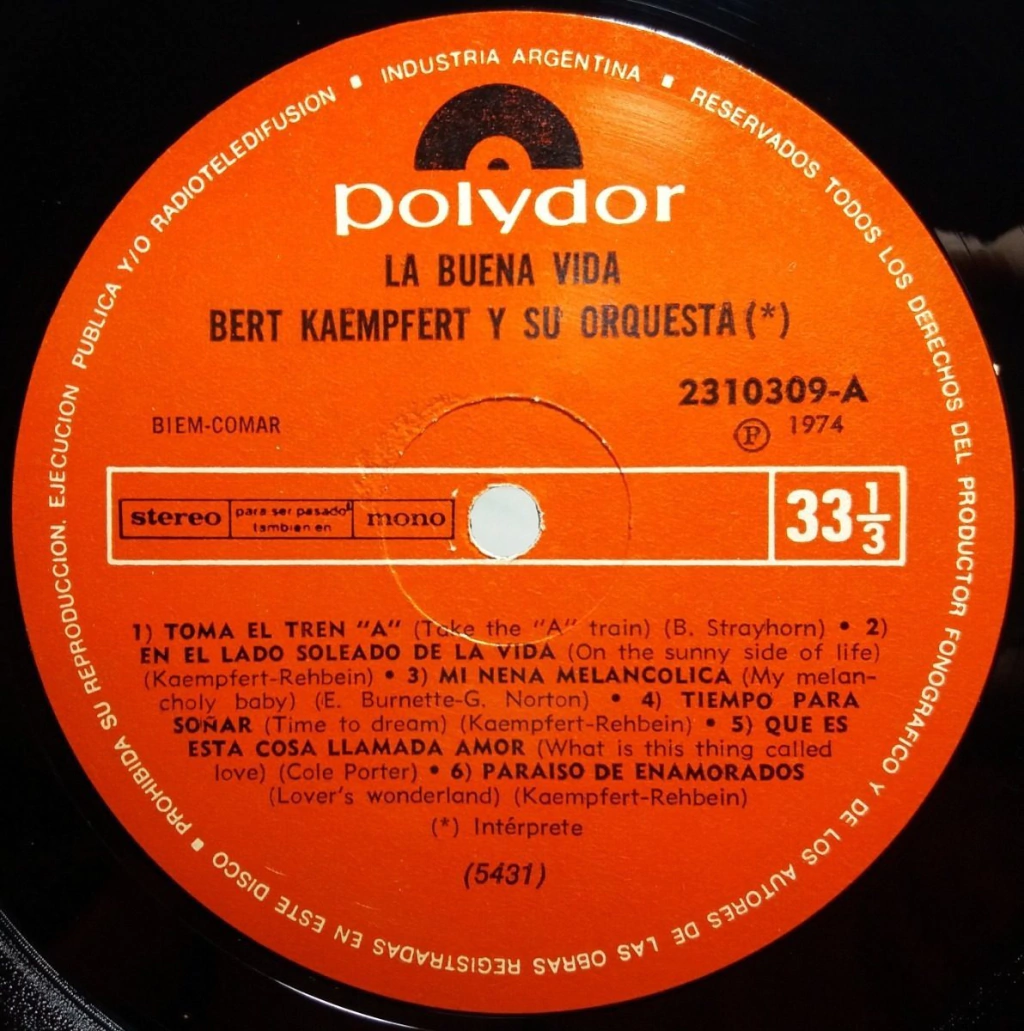 INDUSTRIA ARGENTINA ▪ RESERVADOS TODOS LOS DERECHOS DEL PRODUCTOR FONOGRAFICO Y DE LOS AUTORES DE LAS OBRAS REGISTRADAS EN ESTE DISCO ▪ PROHIBIDA SU REPRODUCCION. EJECUCION PUBLICA Y/O RADIOTELEDIFUSION ▪
polydor
LA BUENA VIDA
BERT KAEMPFERT Y SU ORQUESTA (*)
2310309-A
BIEM-COMAR
Ⓟ 1974
stereo
para ser pasado
tambien en
mono
33 1/3
1) TOMA EL TREN "A" (Take the "A" train) (B. Strayhorn) • 2)
EN EL LADO SOLEADO DE LA VIDA (On the sunny side of life)
(Kaempfert-Rehbein) • 3) MI NENA MELANCOLICA (My melan-
choly baby) (E. Burnette-G. Norton) • 4) TIEMPO PARA
SOÑAR (Time to dream) (Kaempfert-Rehbein) • 5) QUE ES
ESTA COSA LLAMADA AMOR (What is this thing called
love) (Cole Porter) • 6) PARAISO DE ENAMORADOS
(Lover's wonderland) (Kaempfert-Rehbein)
(*) Intérprete
(5431)